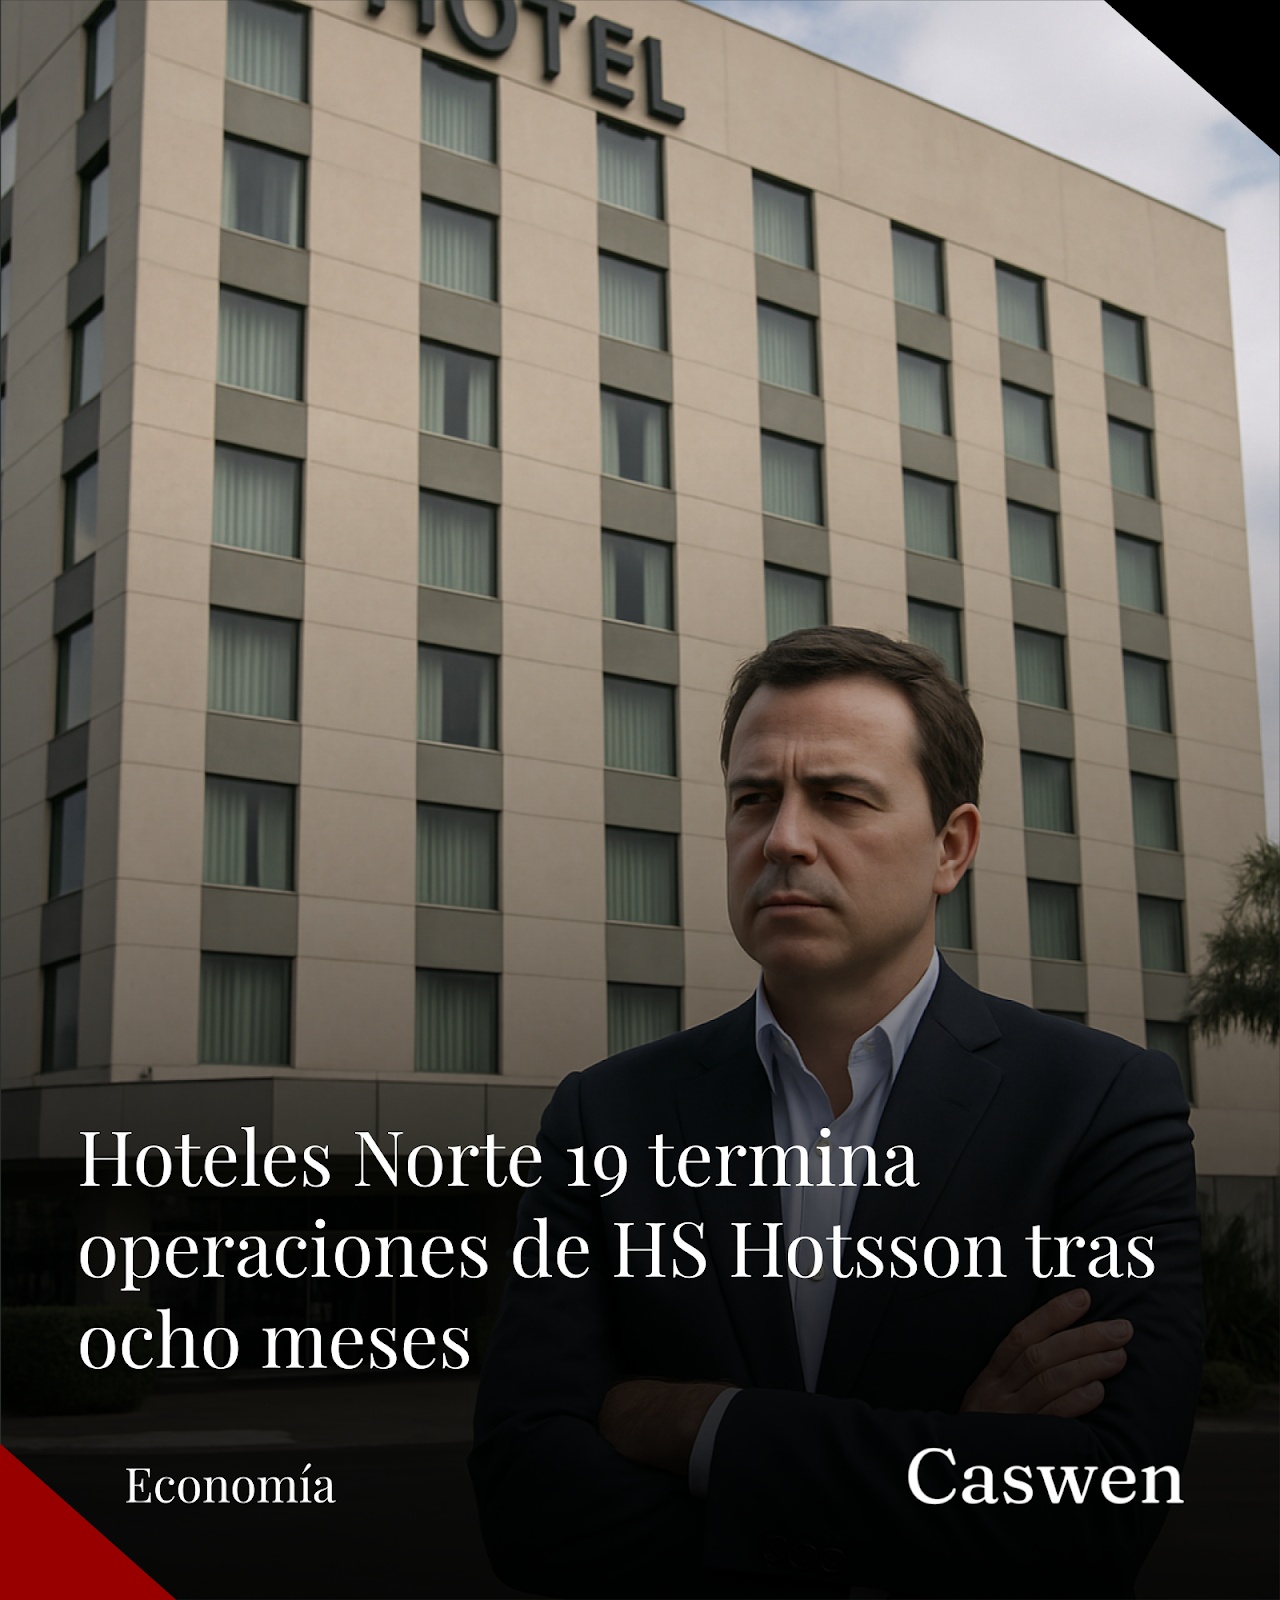 HOTEL
Hoteles Norte 19 termina
operaciones de HS Hotsson tras
ocho meses
Economía
Caswen